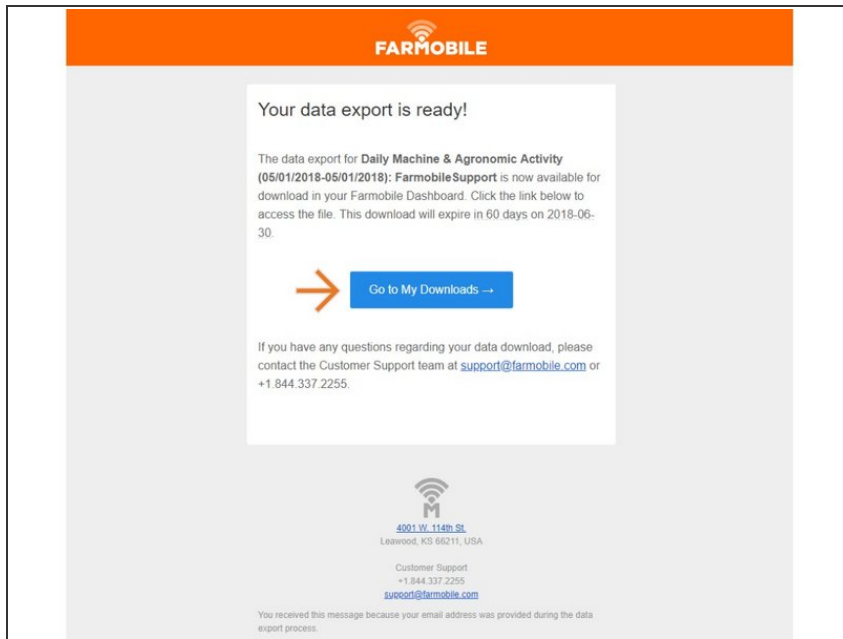 FARMOBILE
Your data export is ready!
The data export for Daily Machine & Agronomic Activity
(05/01/2018-05/01/2018): FarmobileSupport is now available for
download in your Farmobile Dashboard. Click the link below to
access the file. This download will expire in 60 days on 2018-06-
30.
Go to My Downloads →
If you have any questions regarding your data download, please
contact the Customer Support team at support@farmobile.com or
+1.844.337.2255.
M
4001 W. 114th St.
Leawood, KS 66211, USA
Customer Support
+1.844.337.2255
support@farmobile.com
You received this message because your email address was provided during the data
export process.